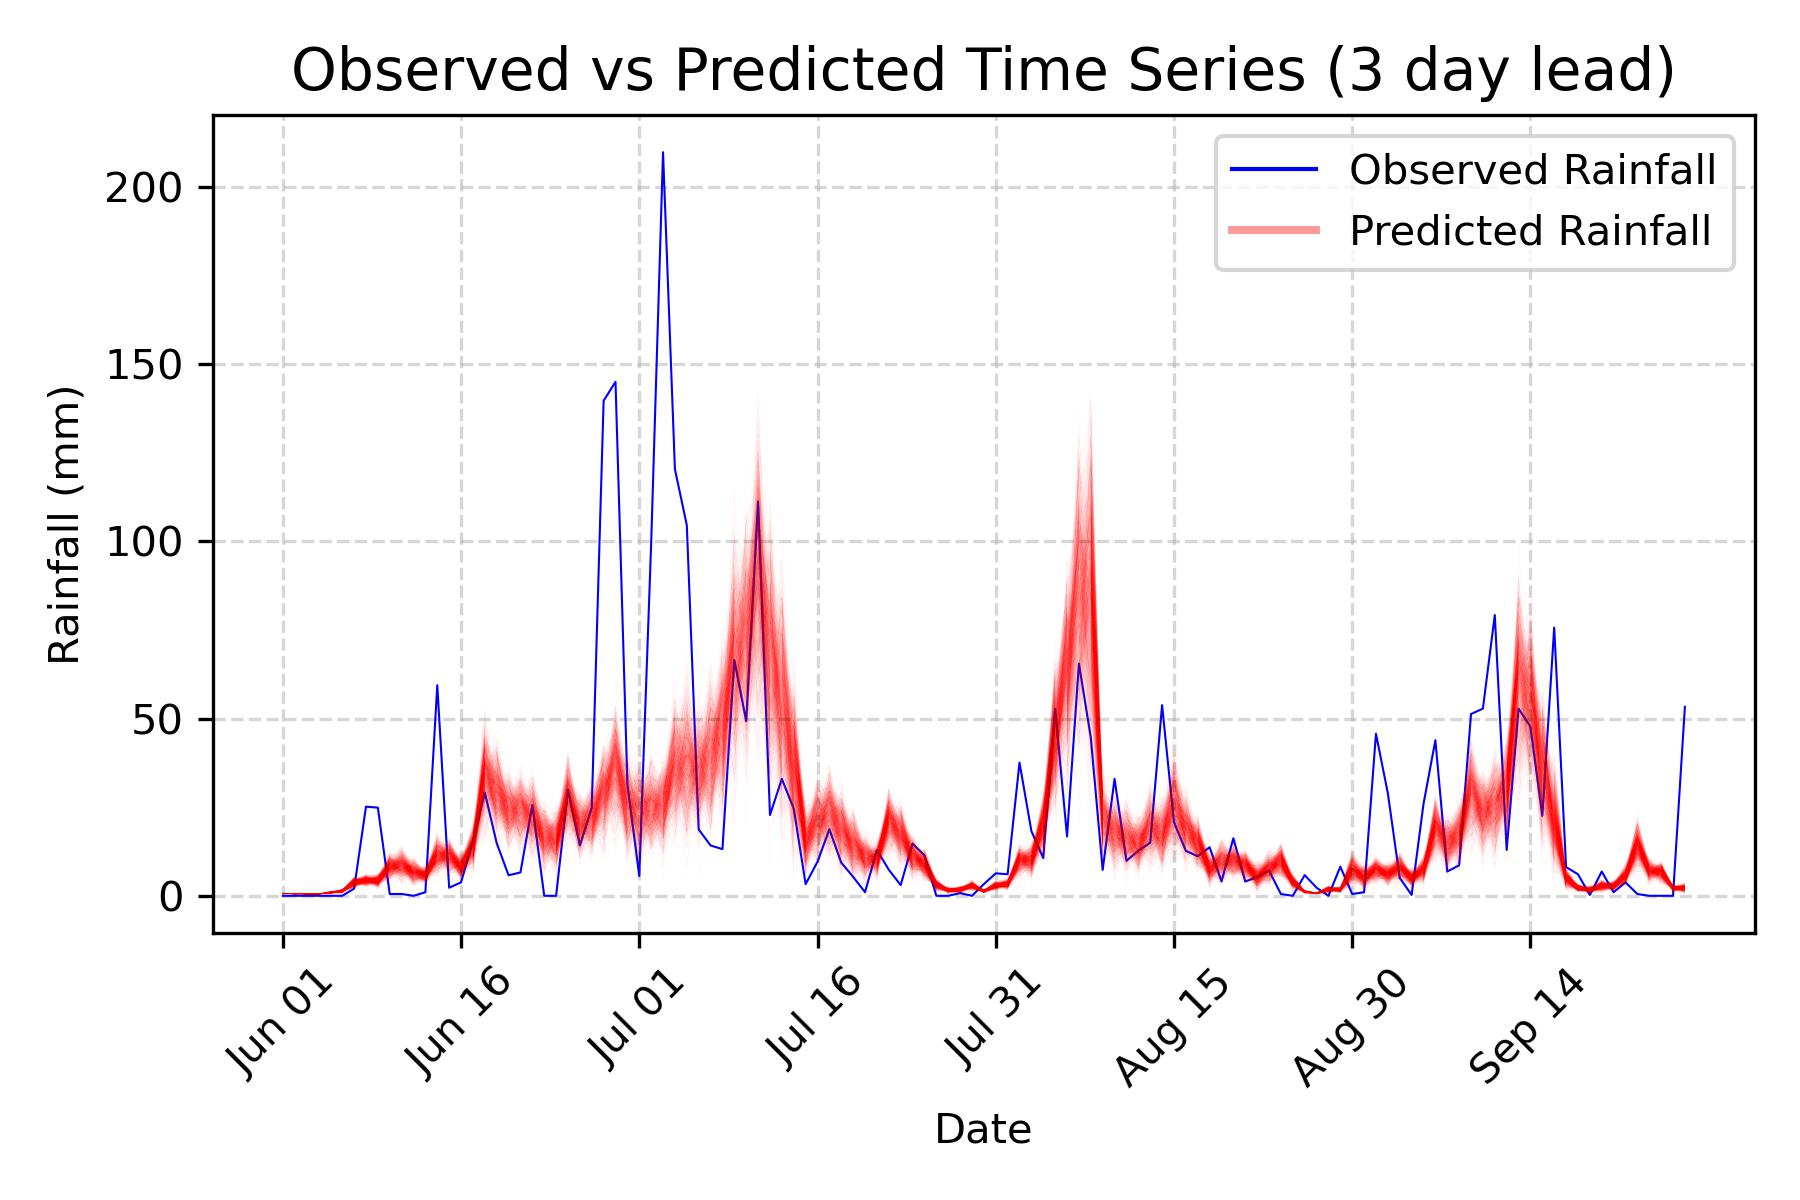 Observed vs Predicted Time Series (3 day lead)
Observed Rainfall
Predicted Rainfall
Rainfall (mm)
200
150
100
50
0
Jun 01
Jun 16
Jul 01
Jul 16
Jul 31
Aug 15
Aug 30
Sep 14
Date